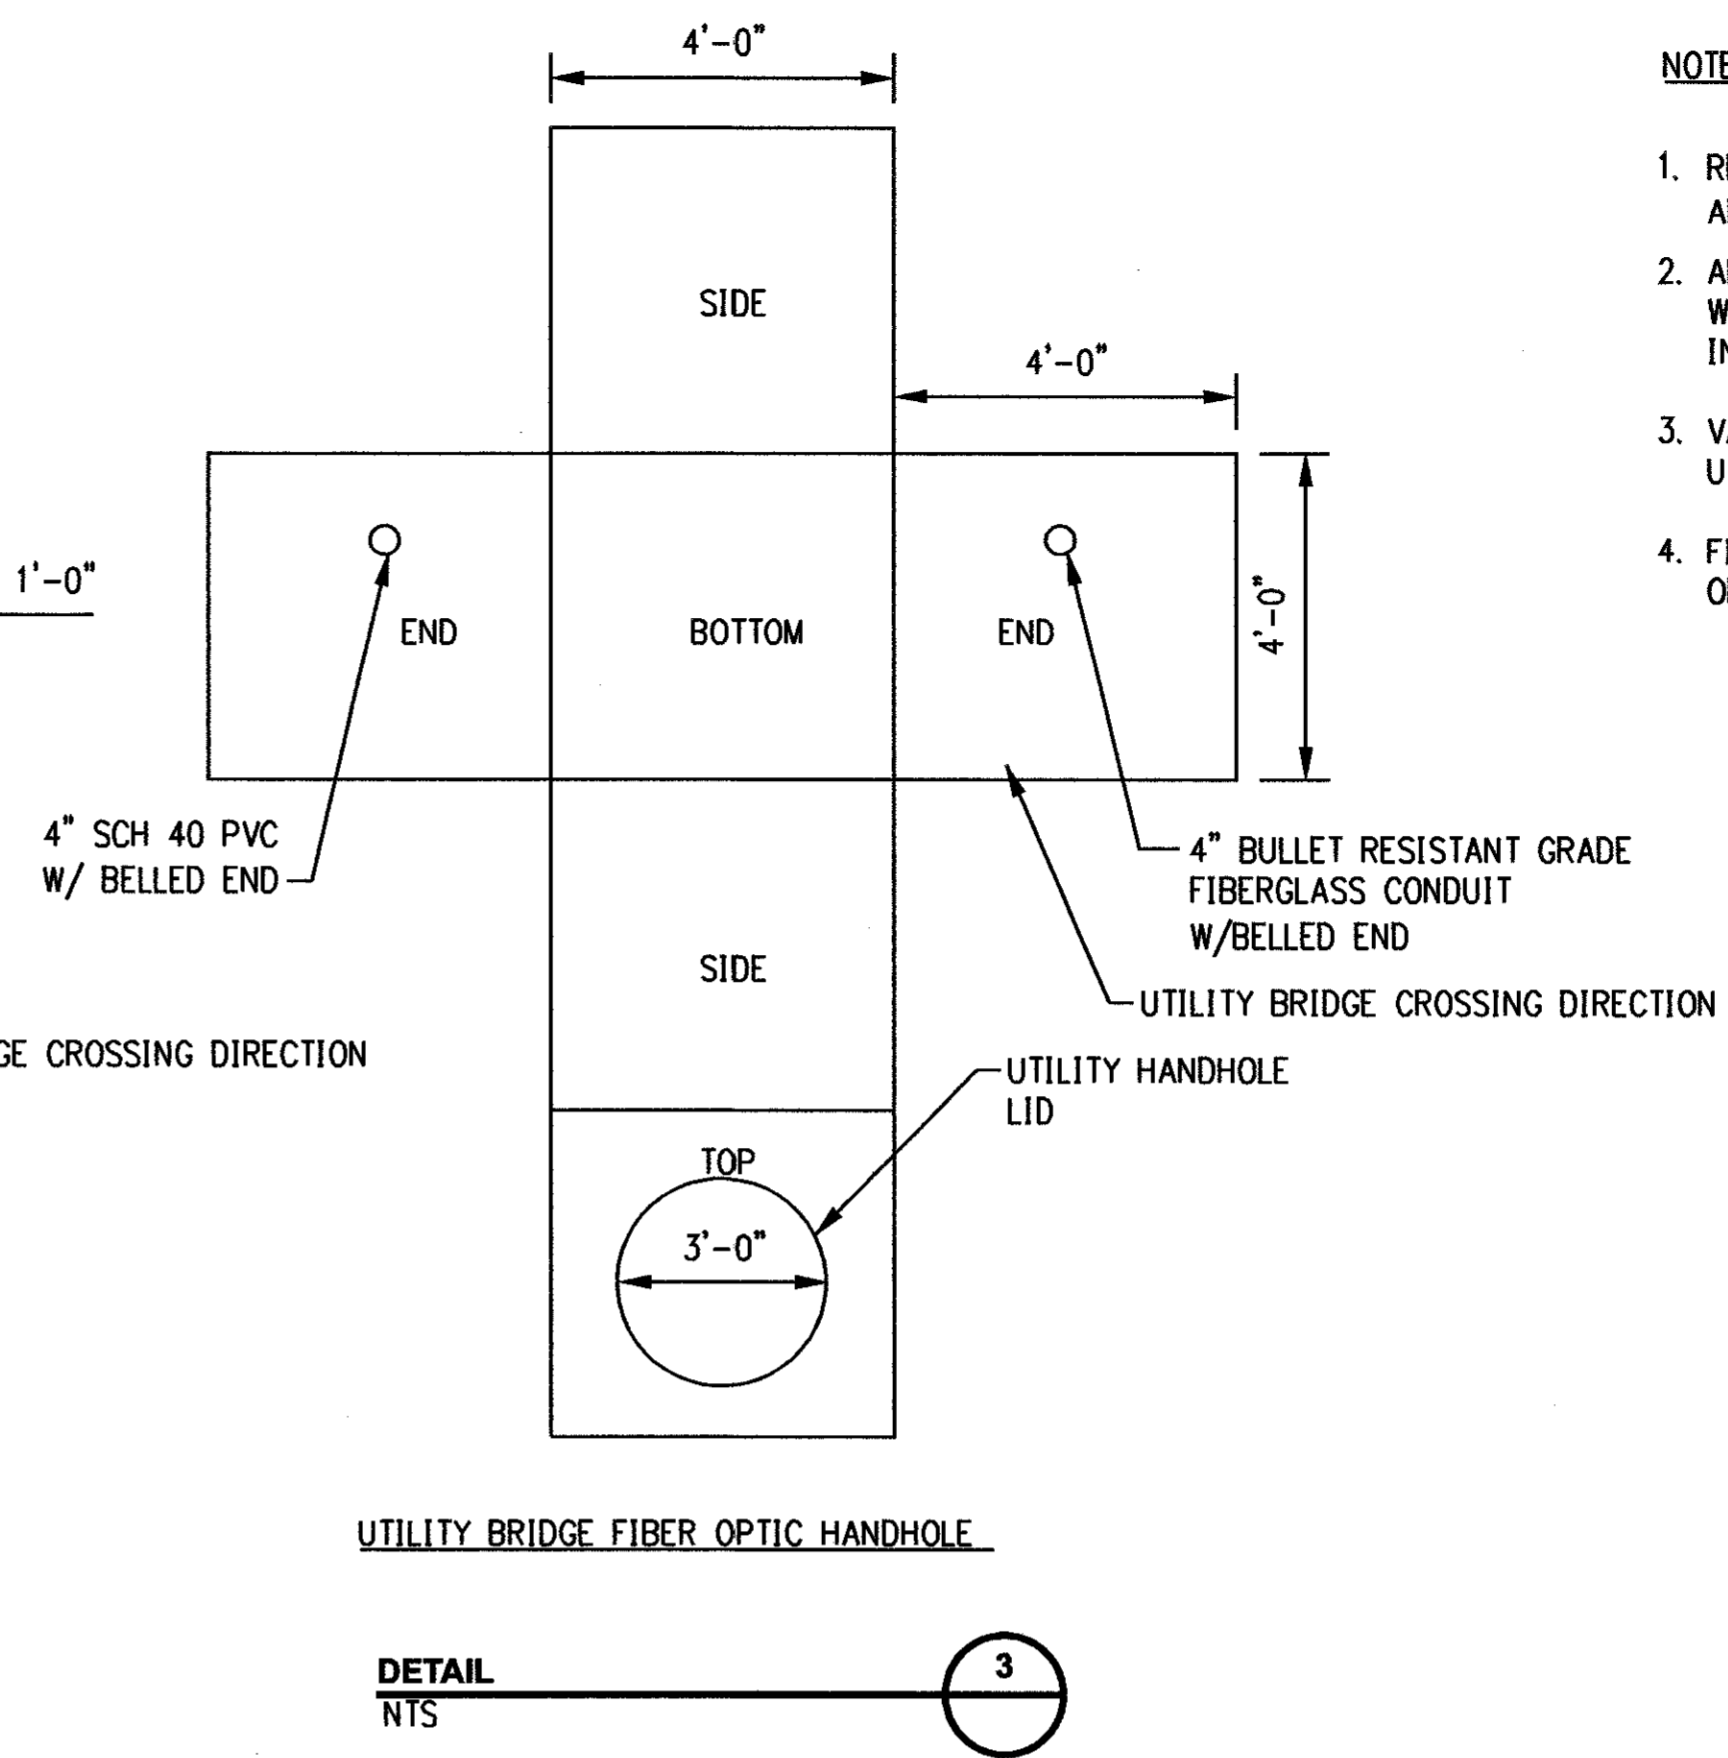 4'-0"
NOTE
1.
2.
3.
4.
SIDE
4'-0"
1'-0"
END
BOTTOM
END
4'-0"
4" SCH 40 PVC
W/ BELLED END
4" BULLET RESISTANT GRADE
FIBERGLASS CONDUIT
W/BELLED END
SIDE
UTILITY BRIDGE CROSSING DIRECTION
CROSSING DIRECTION
UTILITY HANDHOLE
LID
TOP
3'-0"
UTILITY BRIDGE FIBER OPTIC HANDHOLE
DETAIL
3
NTS